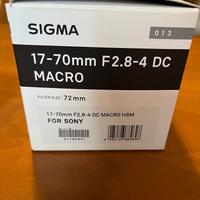 SIGMA
013
17-70mm F2.8-4 DC
MACRO
FILTER SIZE: 72mm
17-70mm F2.8-4 DC MACRO HSM
FOR SONY